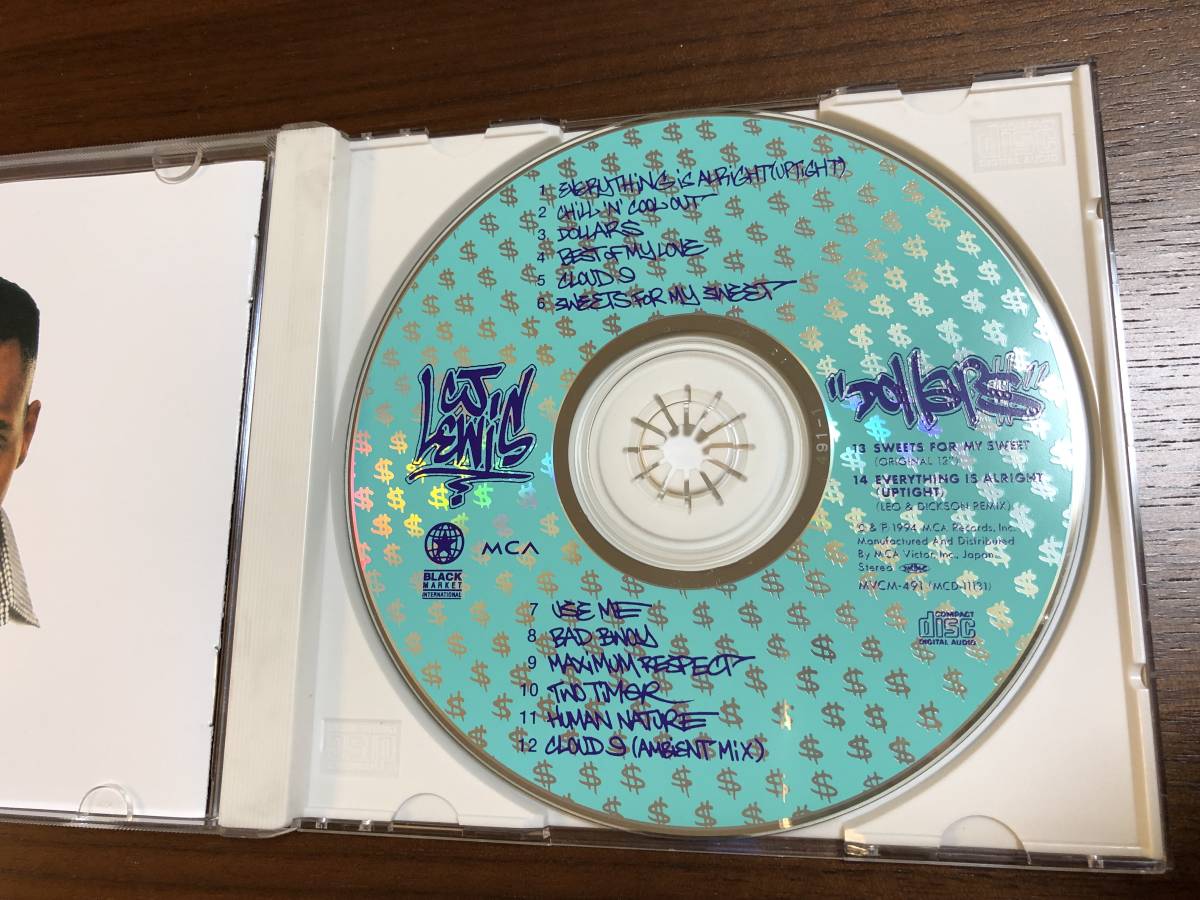 1 EVERYTHING IS ALRIGHT (UPTIGHT)
2 CHILL 'N' COOL OUT
3 DOLLARS
4 BEST OF MY LOVE
5 CLOUD 9
6 SWEETS FOR MY SWEET
CJ
LEWIS
"DOLLARS"
13 SWEETS FOR MY SWEET
(ORIGINAL 12")
14 EVERYTHING IS ALRIGHT
(UPTIGHT)
(LEO & DICKSON REMIX)
© & ℗ 1994 MCA Records, Inc.
Manufactured And Distributed
By MCA Victor, Inc., Japan
Stereo
MVCM-491 (MCD-11131)
MCA
BLACK
MARKET
INTERNATIONAL
COMPACT
disc
DIGITAL AUDIO
7 USE ME
8 BAD BWOY
9 MAXIMUM RESPECT
10 TWO TIMER
11 HUMAN NATURE
12 CLOUD 9 (AMBIENT MIX)
491-1
disc